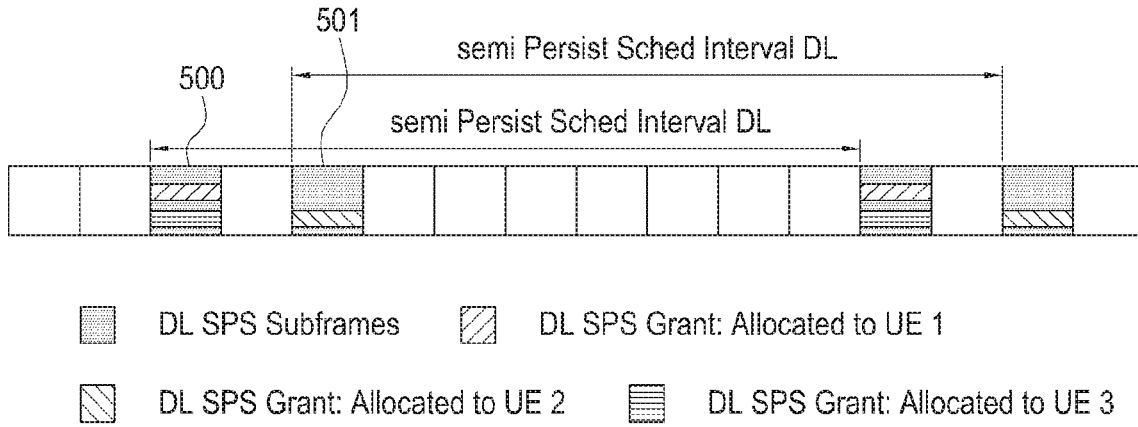 501
semi Persist Sched Interval DL
500
semi Persist Sched Interval DL
DL SPS Subframes
DL SPS Grant: Allocated to UE 1
DL SPS Grant: Allocated to UE 2
DL SPS Grant: Allocated to UE 3